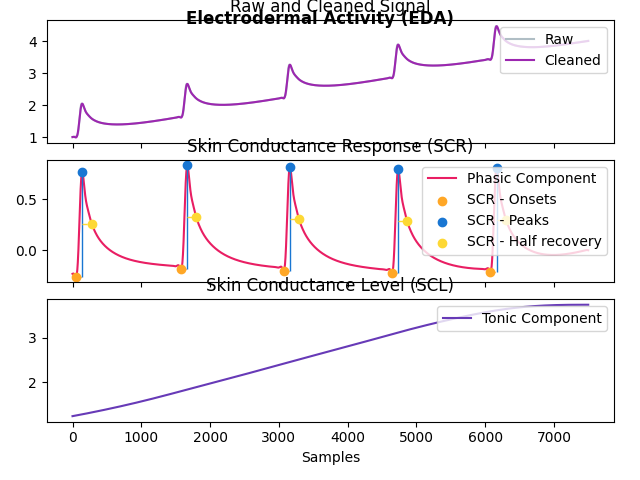 Raw and Cleaned Signal
Electrodermal Activity (EDA)
4
3
2
1
Raw
Cleaned
Skin Conductance Response (SCR)
0.5
0.0
Phasic Component
SCR - Onsets
SCR - Peaks
SCR - Half recovery
Skin Conductance Level (SCL)
3
2
Tonic Component
0 1000 2000 3000 4000 5000 6000 7000
Samples